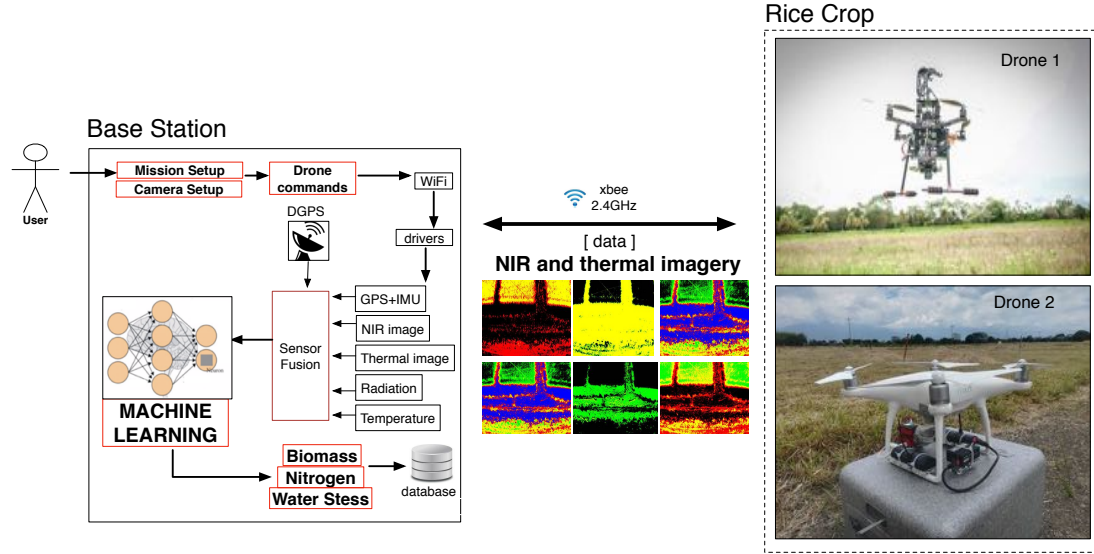 Rice Crop
Drone 1
Base Station
User
Mission Setup
Camera Setup
Drone
commands
WiFi
DGPS
drivers
xbee
2.4GHz
[ data ]
NIR and thermal imagery
GPS+IMU
NIR image
Thermal image
Radiation
Temperature
Sensor
Fusion
MACHINE
LEARNING
Biomass
Nitrogen
Water Stess
database
Drone 2